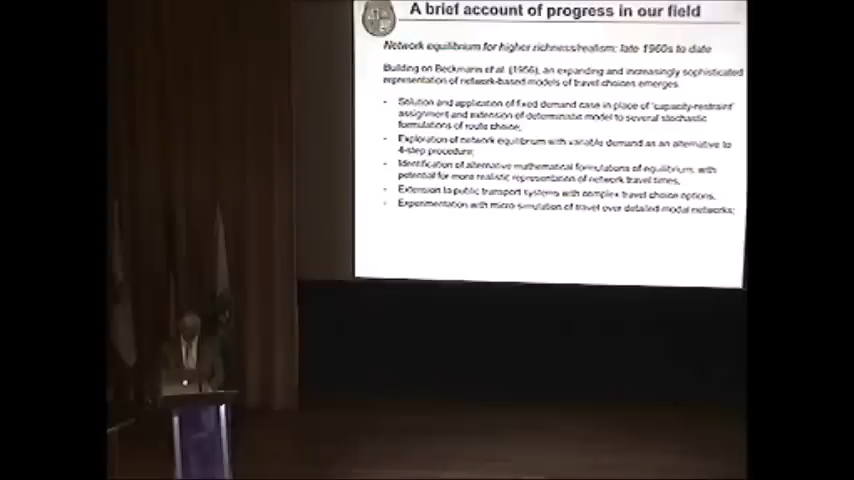 A brief account of progress in our field
Network equilibrium for higher richness/realism: late 1960s to date
Building on Beckmann et al. (1956), an expanding and increasingly sophisticated
representation of network-based models of travel choices emerges.
- Solution and application of fixed demand case in place of 'capacity-restraint'
assignment and extension of deterministic model to several stochastic
formulations of route choice;
- Exploration of network equilibrium with variable demand as an alternative to
4-step procedure;
- Identification of alternative mathematical formulations of equilibrium, with
potential for more realistic representation of network travel times,
- Extension to public transport systems with complex travel choice options,
- Experimentation with micro-simulation of travel over detailed modal networks;